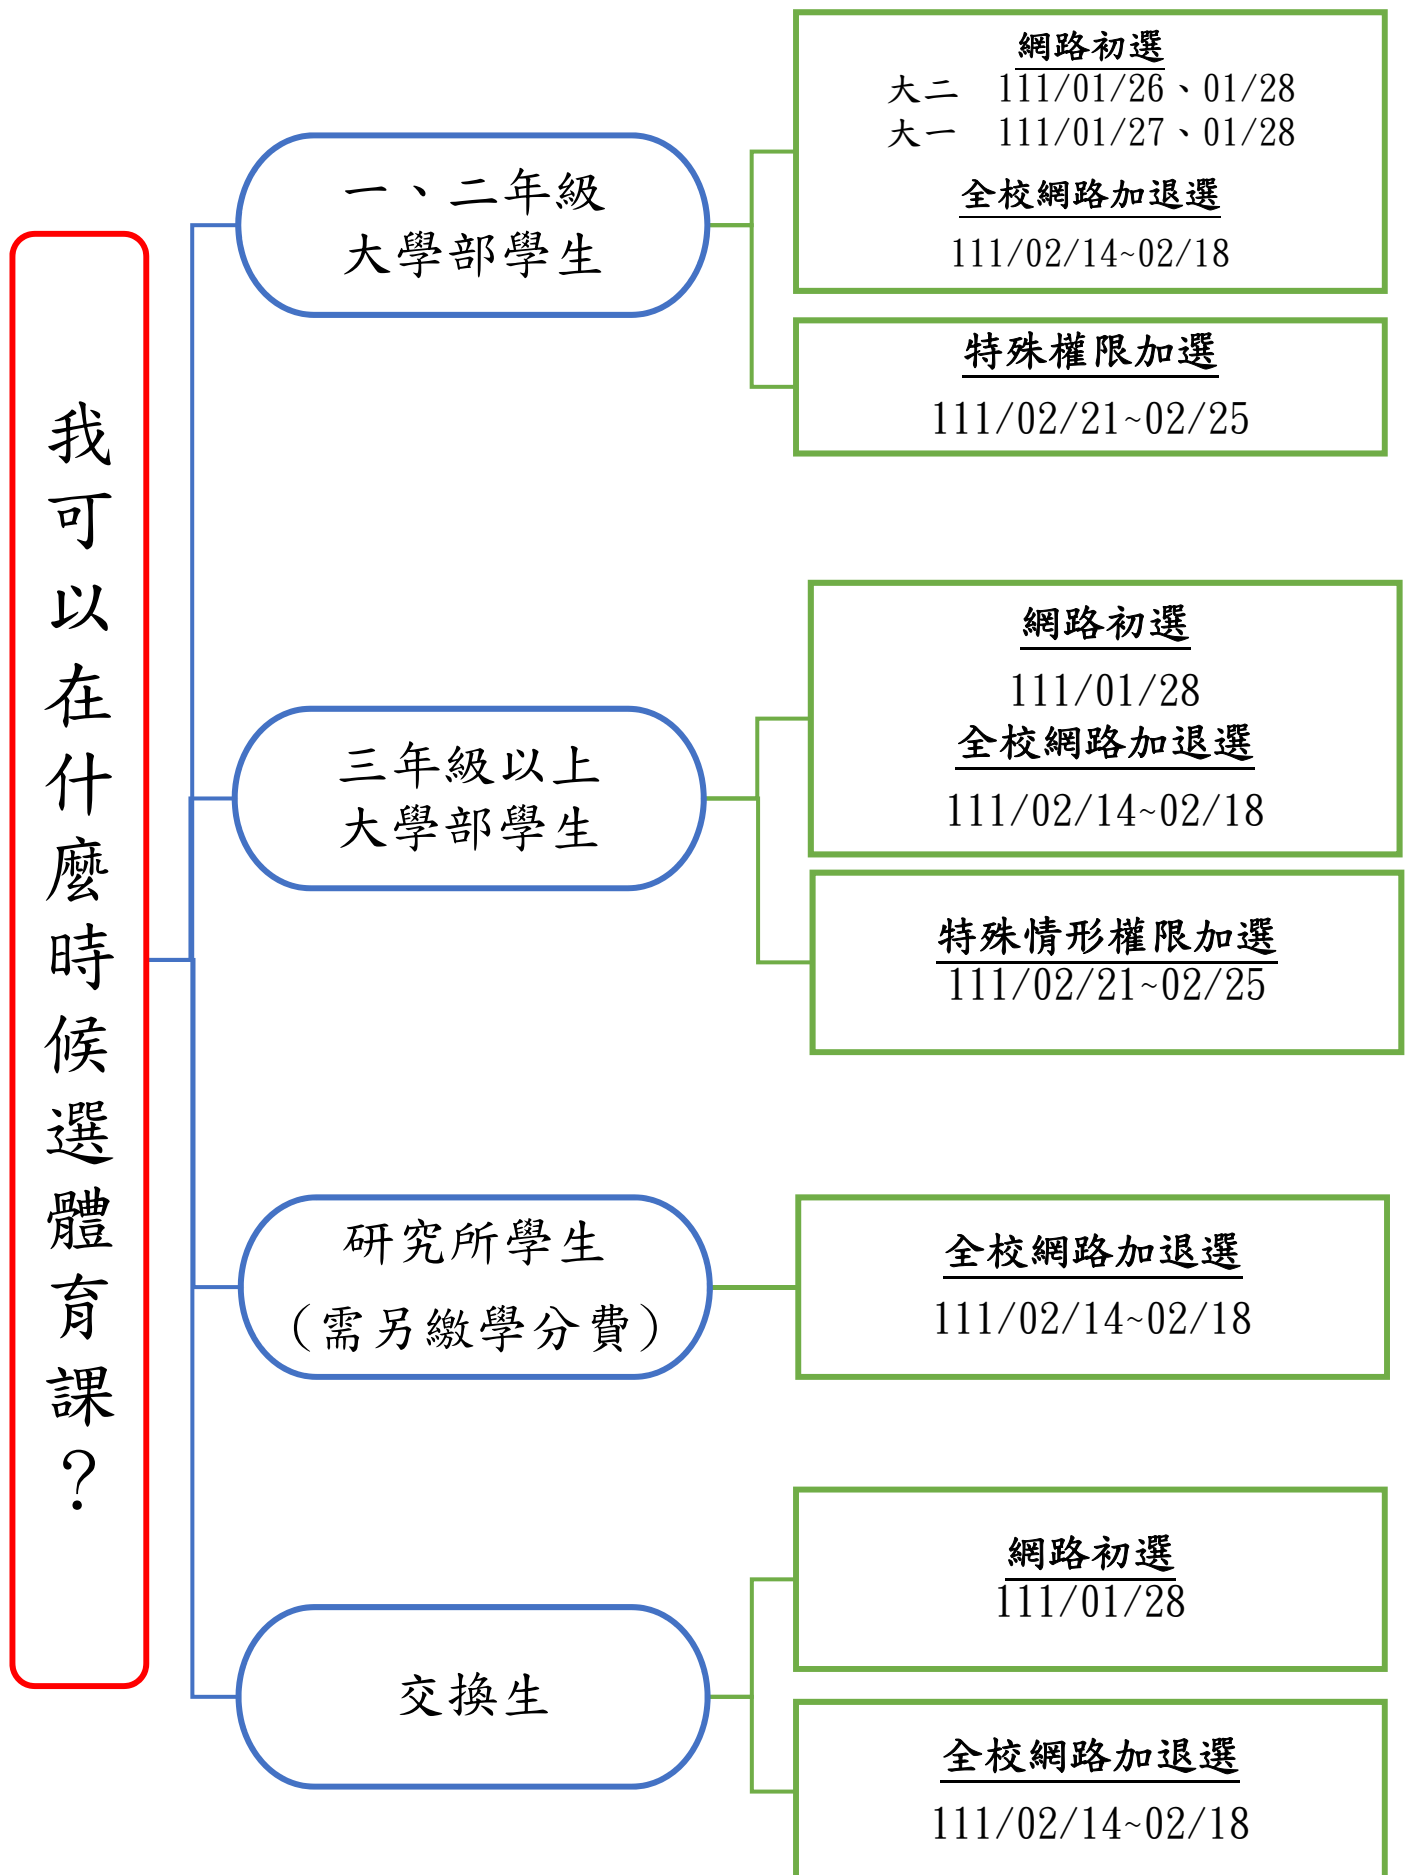 我可以在什麼時候選體育課？
一、二年級
大學部學生
網路初選
大二　111/01/26、01/28
大一　111/01/27、01/28
全校網路加退選
111/02/14~02/18
特殊權限加選
111/02/21~02/25
三年級以上
大學部學生
網路初選
111/01/28
全校網路加退選
111/02/14~02/18
特殊情形權限加選
111/02/21~02/25
研究所學生
（需另繳學分費）
全校網路加退選
111/02/14~02/18
交換生
網路初選
111/01/28
全校網路加退選
111/02/14~02/18